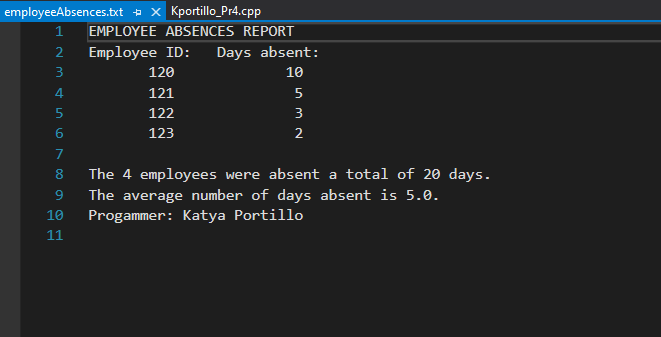 employeeAbsences.txt Kportillo_Pr4.cpp
1 EMPLOYEE ABSENCES REPORT
2 Employee ID: Days absent:
3 120 10
4 121 5
5 122 3
6 123 2
7
8 The 4 employees were absent a total of 20 days.
9 The average number of days absent is 5.0.
10 Progammer: Katya Portillo
11